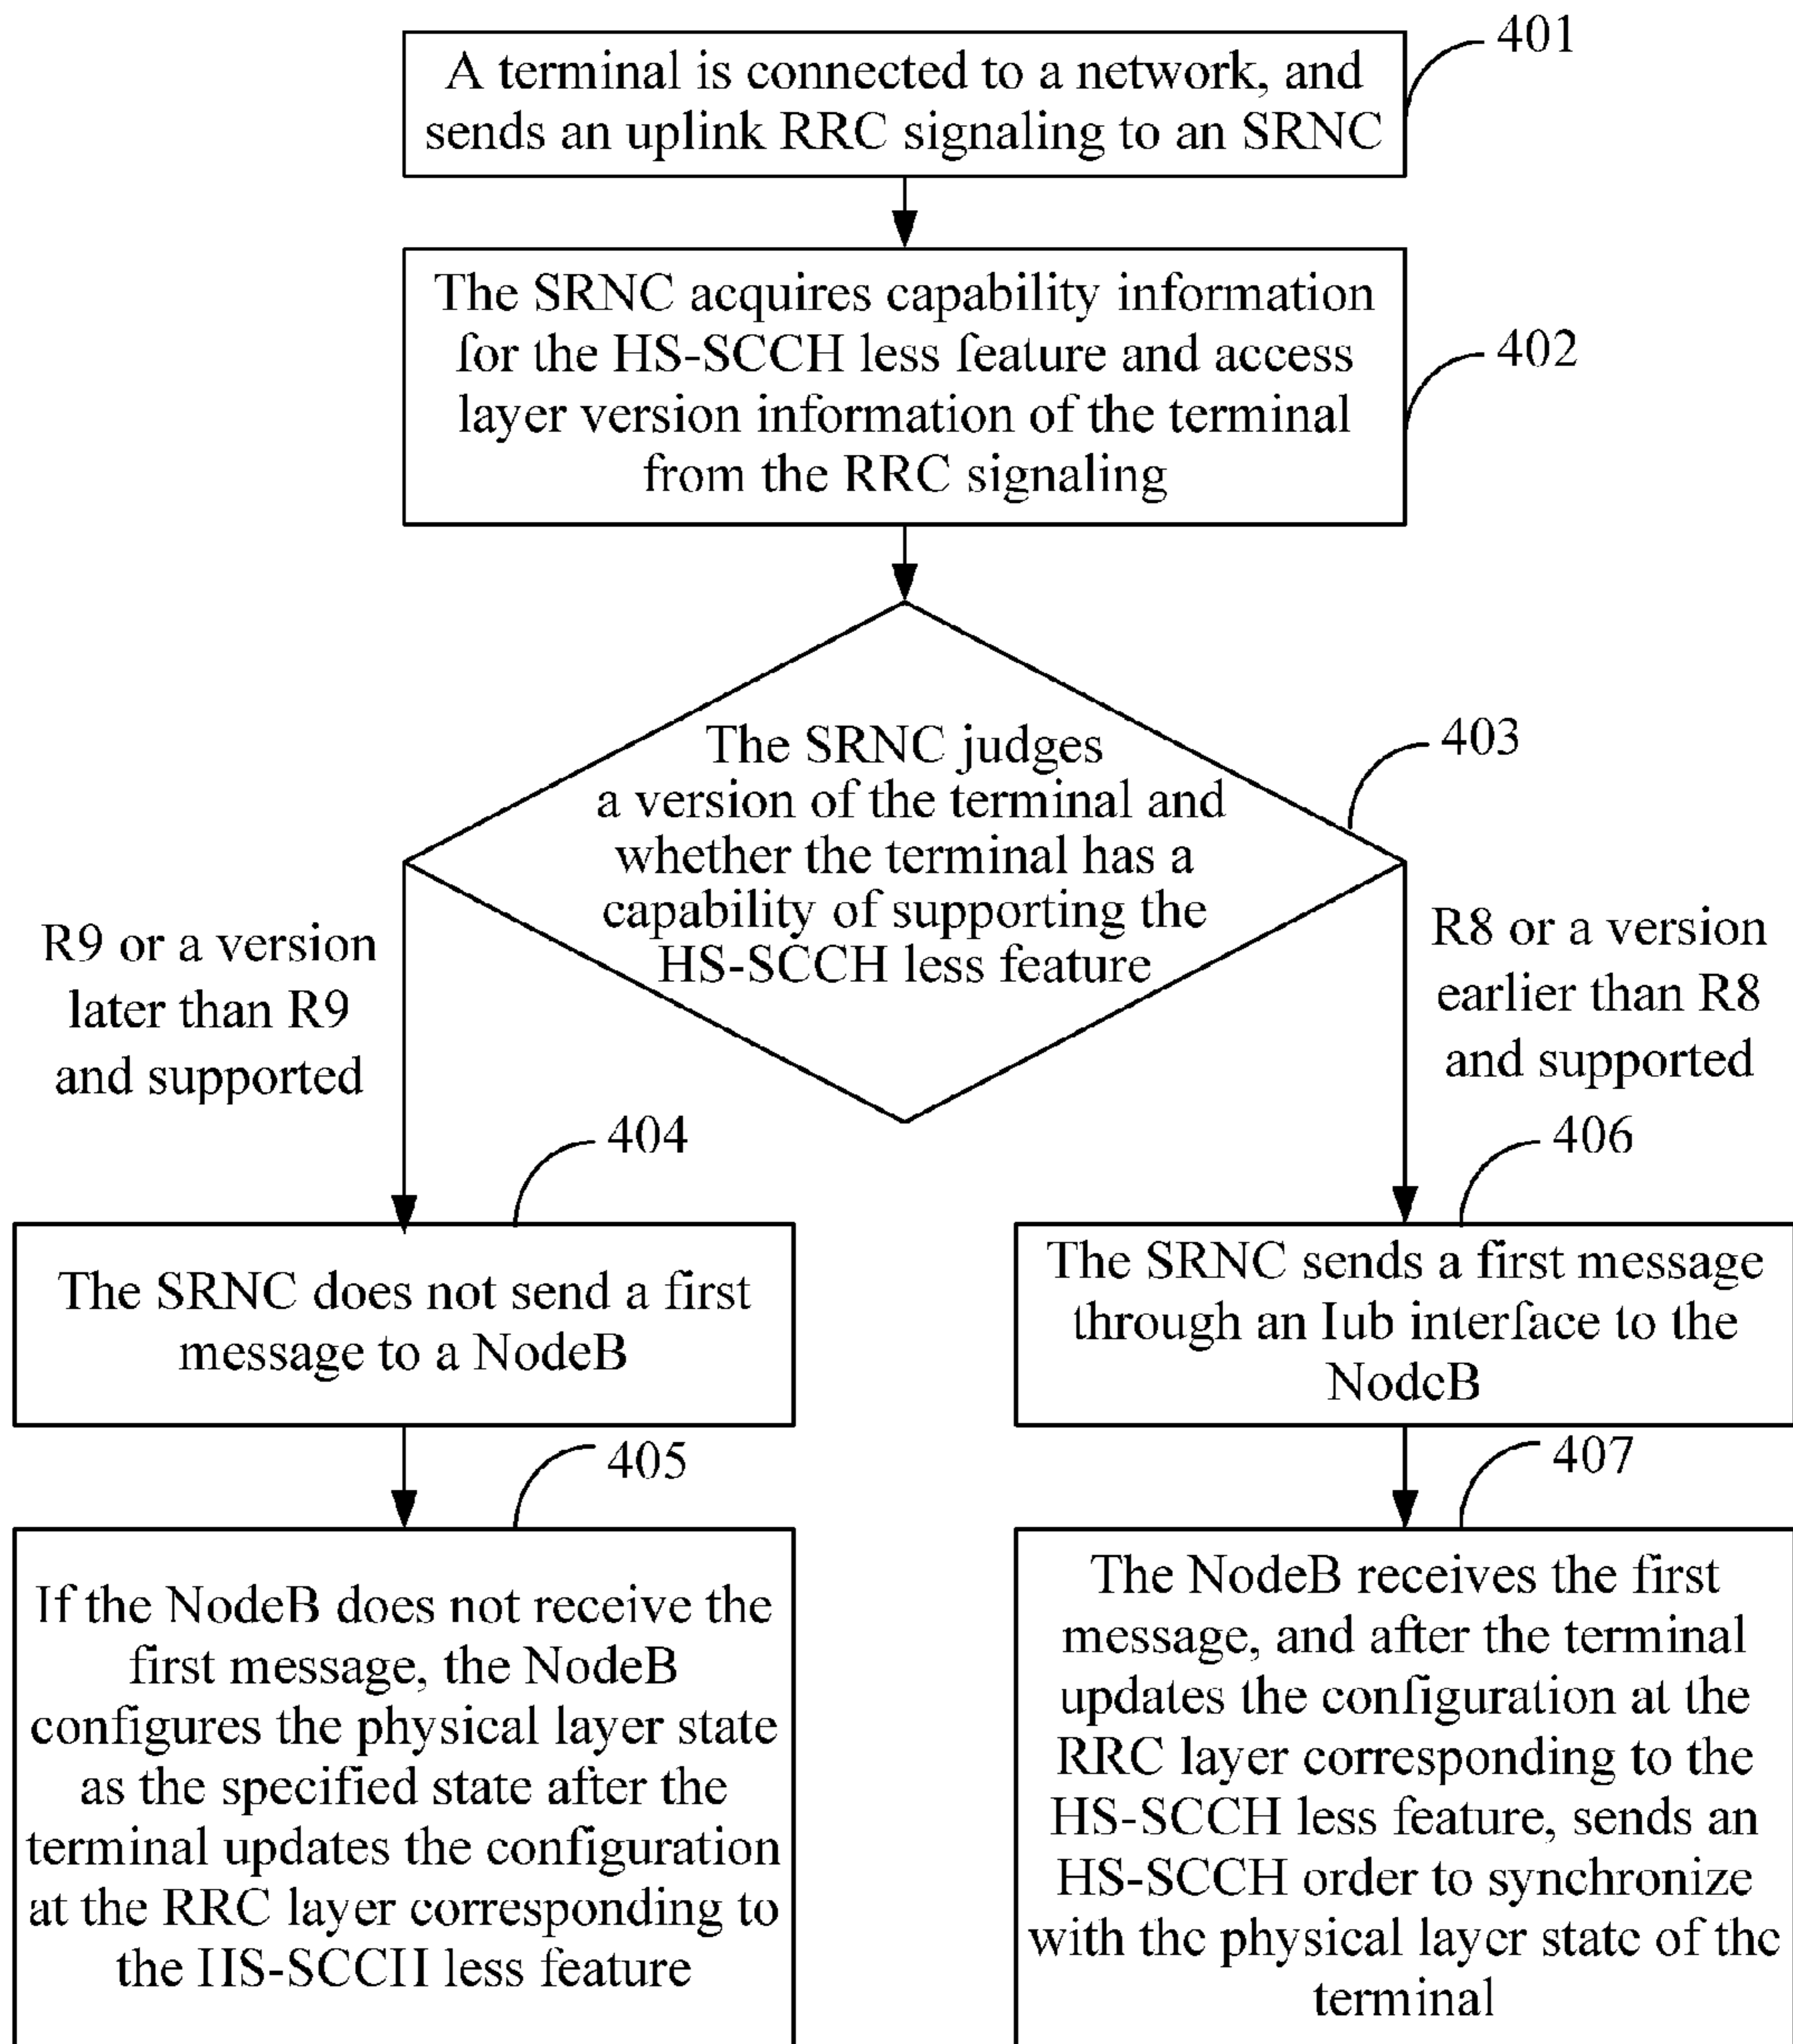 A terminal is connected to a network, and
sends an uplink RRC signaling to an SRNC
401
The SRNC acquires capability information
for the HS-SCCH less feature and access
layer version information of the terminal
from the RRC signaling
402
The SRNC judges
a version of the terminal and
whether the terminal has a
capability of supporting the
HS-SCCH less feature
403
R9 or a version
later than R9
and supported
R8 or a version
earlier than R8
and supported
404
The SRNC does not send a first
message to a NodeB
406
The SRNC sends a first message
through an Iub interface to the
NodeB
405
If the NodeB does not receive the
first message, the NodeB
configures the physical layer state
as the specified state after the
terminal updates the configuration
at the RRC layer corresponding to
the HS-SCCH less feature
407
The NodeB receives the first
message, and after the terminal
updates the configuration at the
RRC layer corresponding to the
HS-SCCH less feature, sends an
HS-SCCH order to synchronize
with the physical layer state of the
terminal